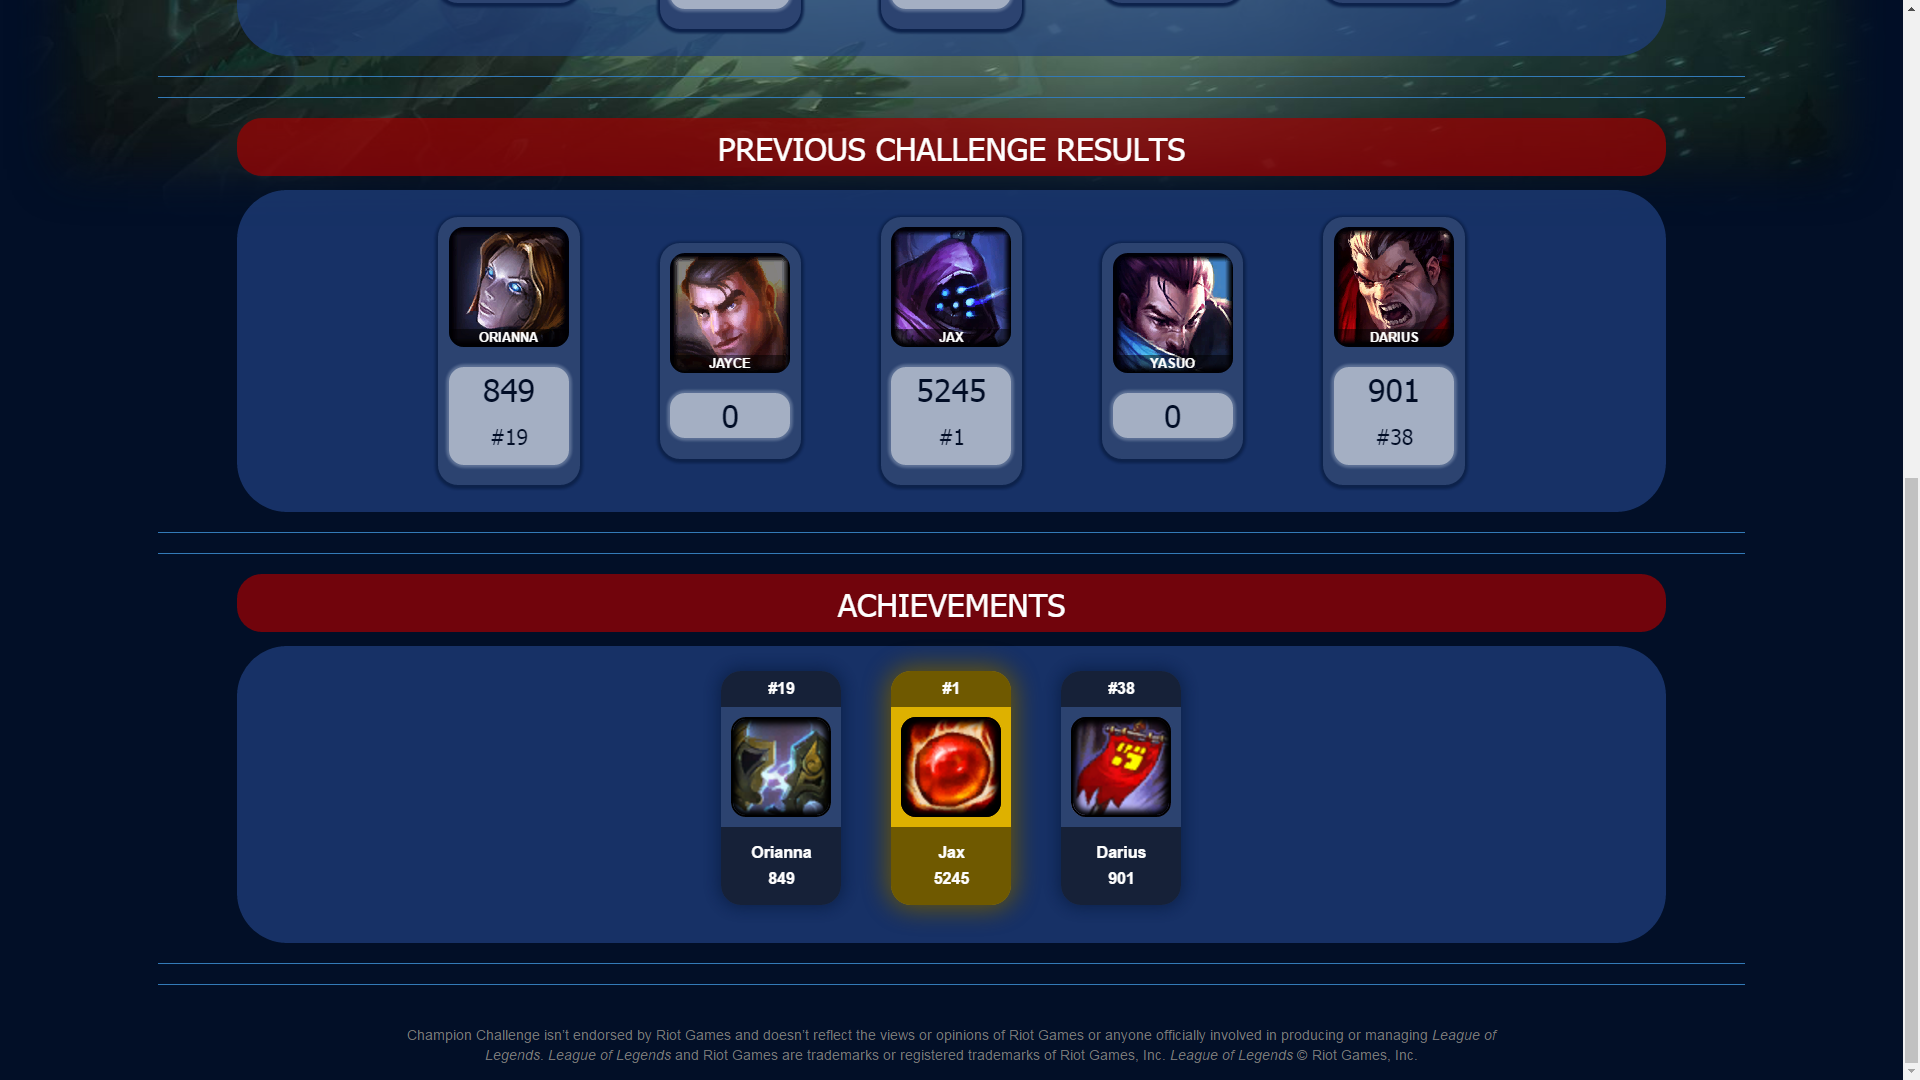 PREVIOUS CHALLENGE RESULTS
ORIANNA
849
#19
JAYCE
0
JAX
5245
#1
YASUO
0
DARIUS
901
#38
ACHIEVEMENTS
#19
Orianna
849
#1
Jax
5245
#38
Darius
901
Champion Challenge isn't endorsed by Riot Games and doesn't reflect the views or opinions of Riot Games or anyone officially involved in producing or managing League of
Legends. League of Legends and Riot Games are trademarks or registered trademarks of Riot Games, Inc. League of Legends © Riot Games, Inc.